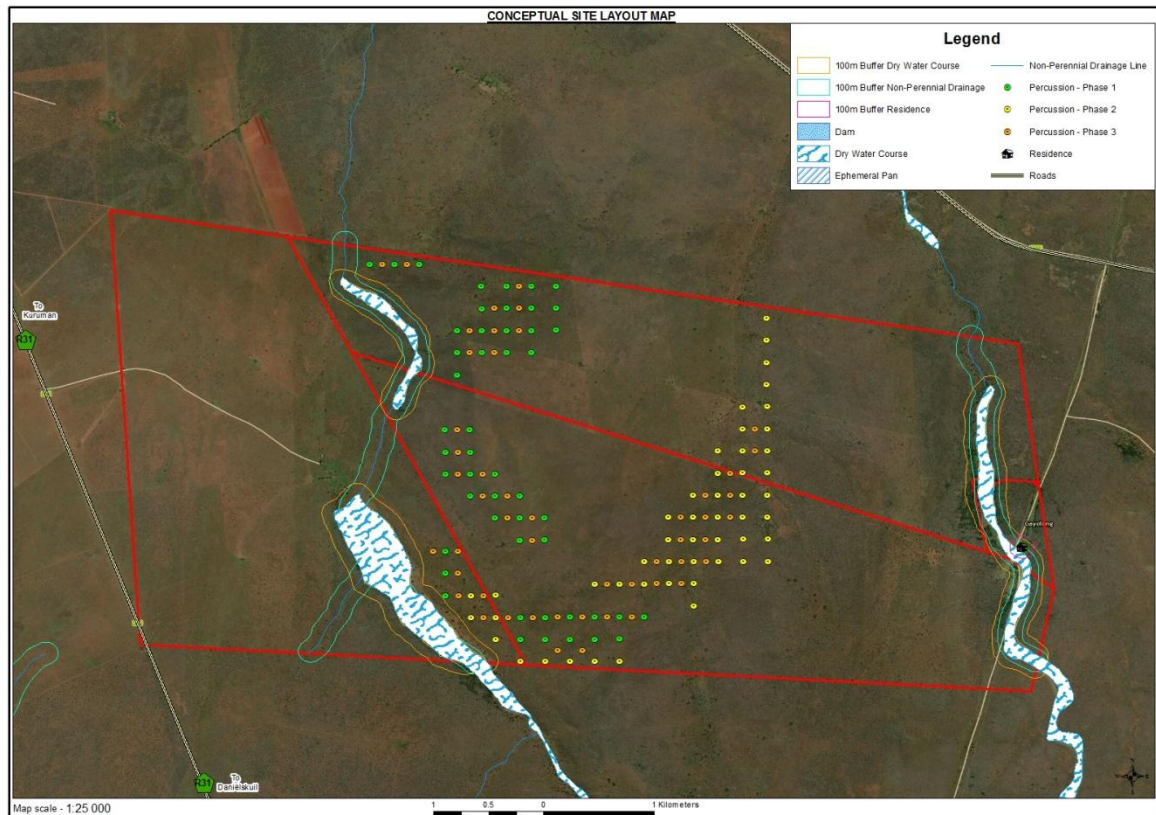 CONCEPTUAL SITE LAYOUT MAP
Legend
100m Buffer Dry Water Course
100m Buffer Non-Perennial Drainage
100m Buffer Residence
Dam
Dry Water Course
Ephemeral Pan
Non-Perennial Drainage Line
Percussion - Phase 1
Percussion - Phase 2
Percussion - Phase 3
Residence
Roads
To
Kuruman
R31
R31
To
Danielskuil
Map scale - 1:25 000
1 0.5 0 1 Kilometers